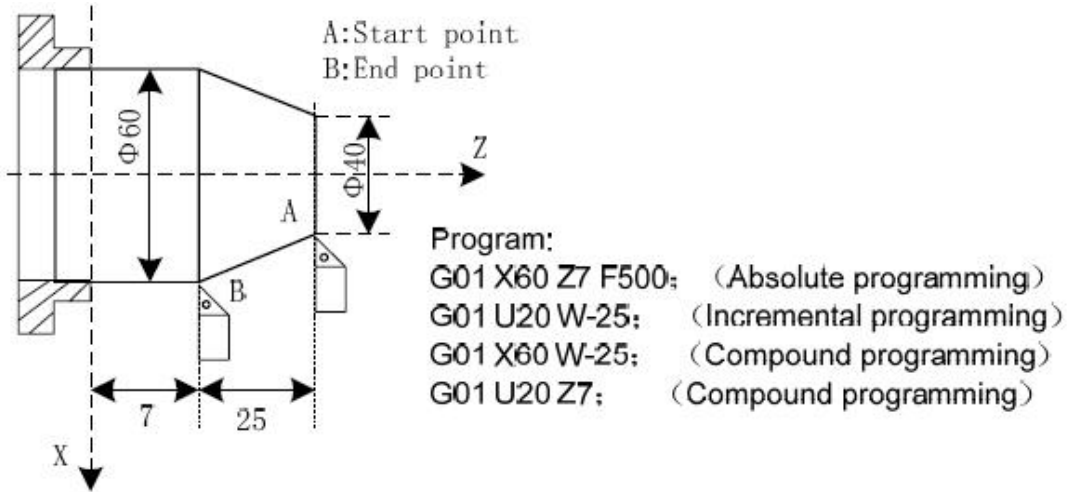 A:Start point
B:End point
Φ60
Z
Φ40
A
B
7
25
X
Program:
G01 X60 Z7 F500； （Absolute programming）
G01 U20 W-25； （Incremental programming）
G01 X60 W-25； （Compound programming）
G01 U20 Z7； （Compound programming）